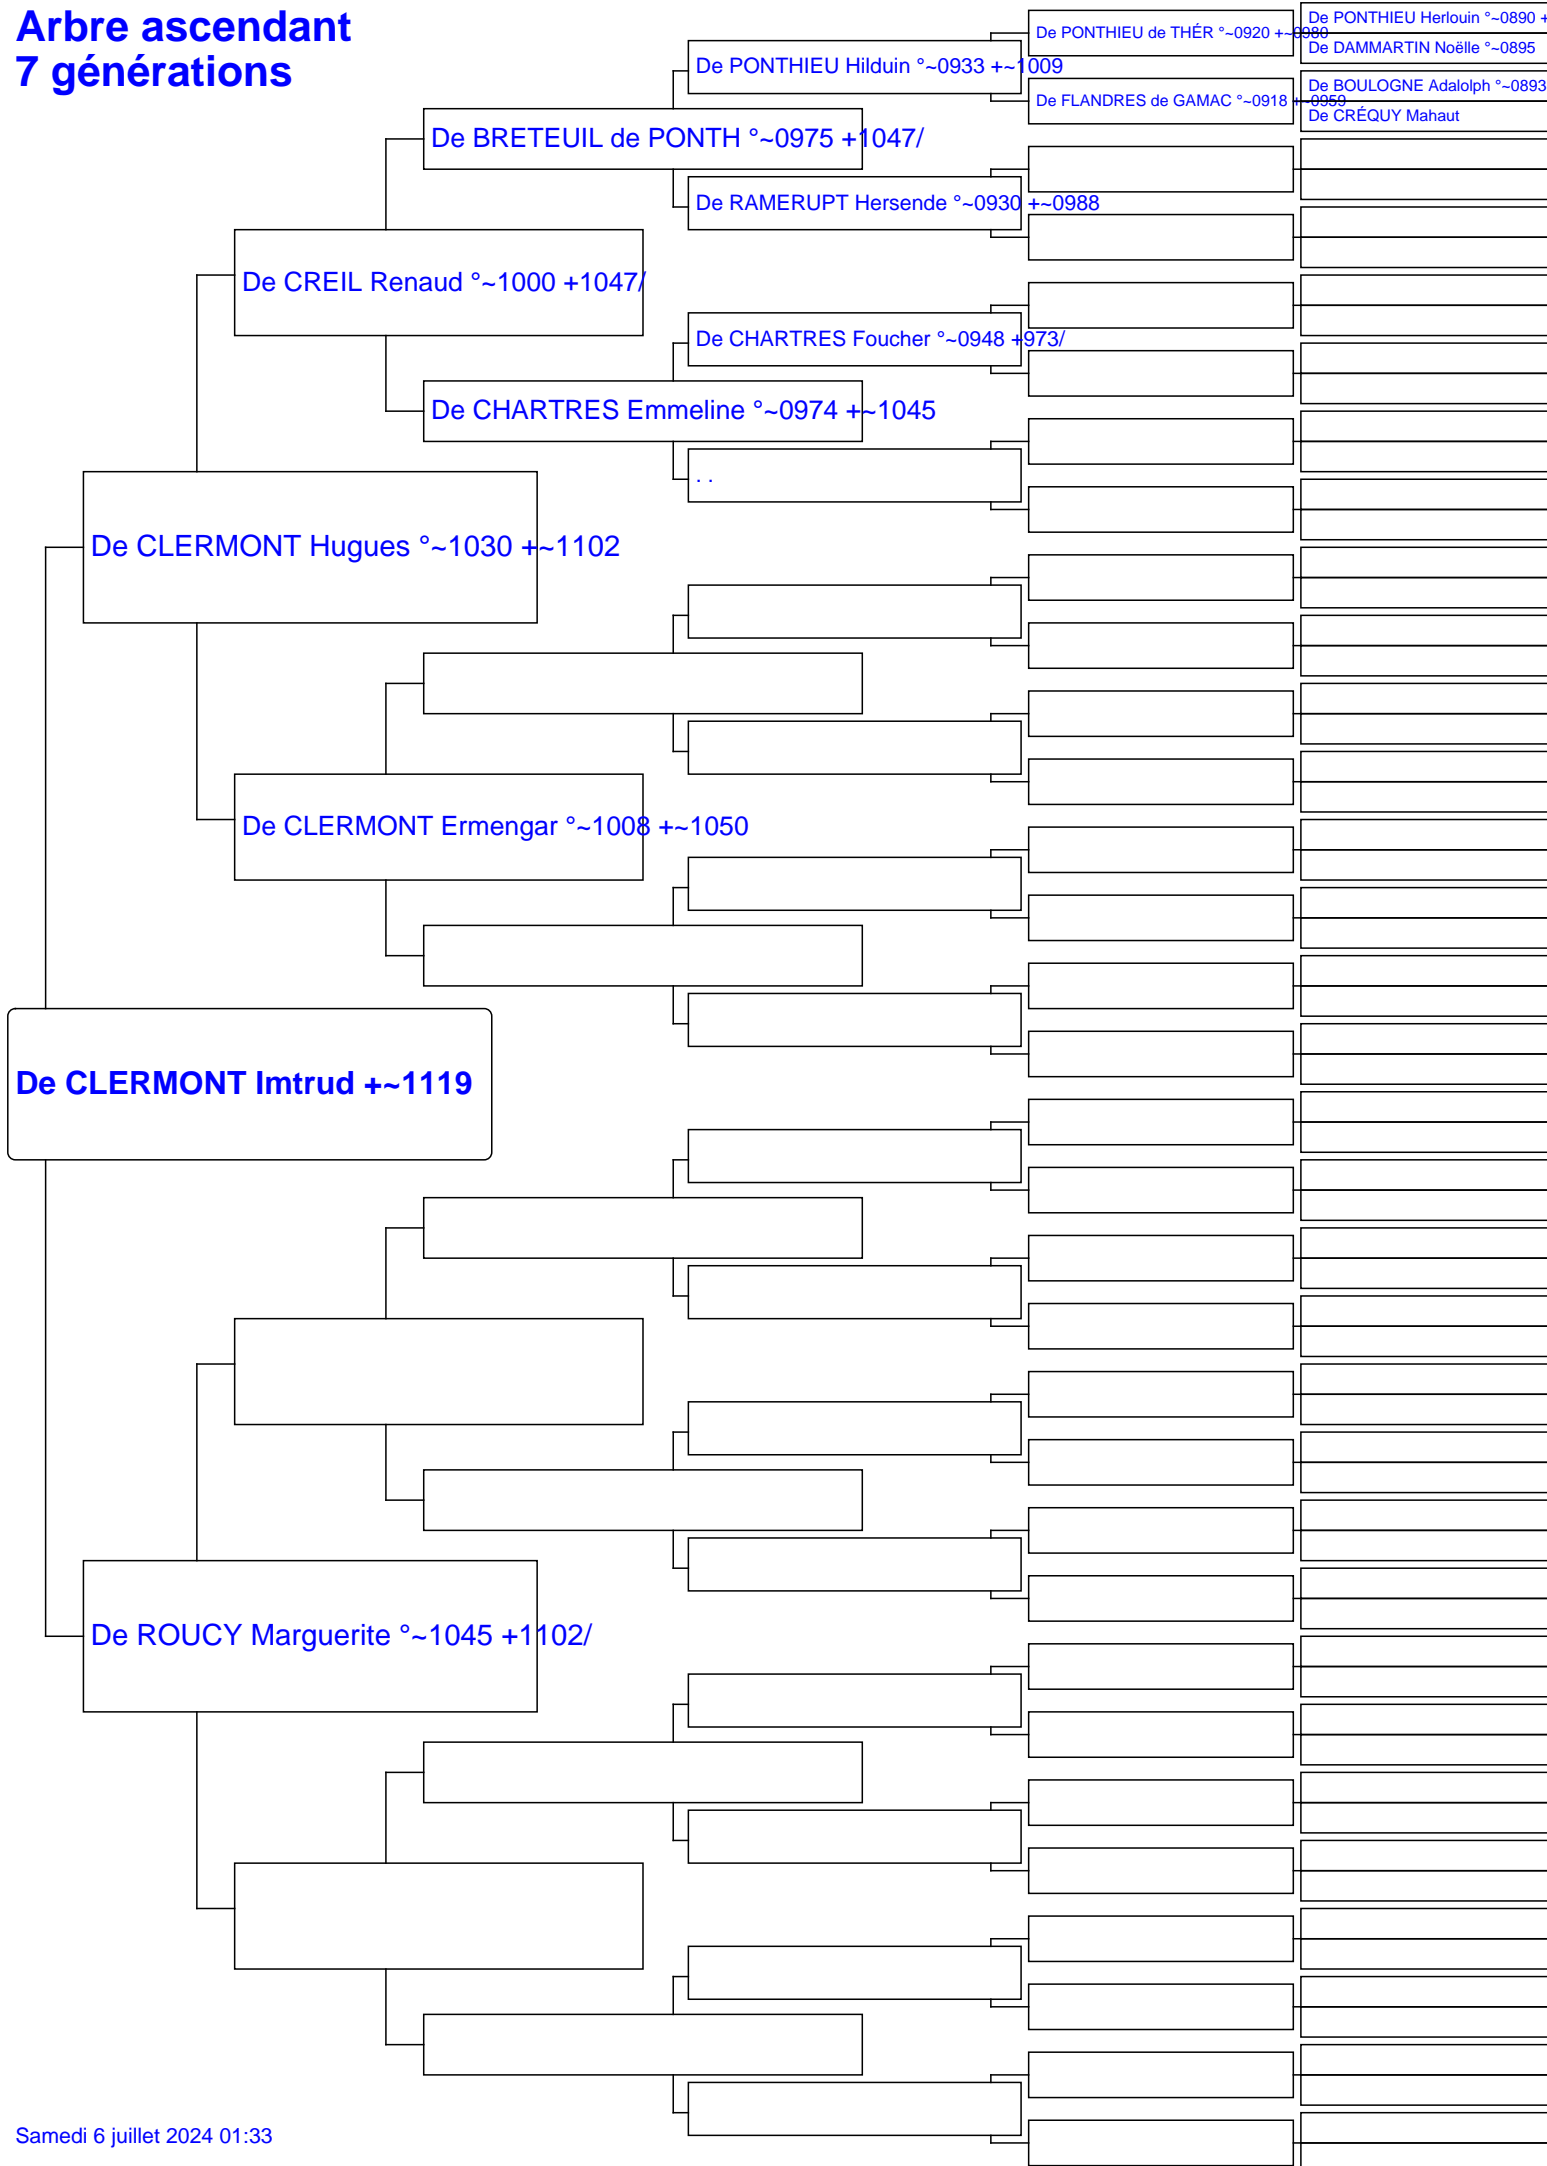 Arbre ascendant
7 générations
De PONTHIEU de THÉR °~0920 +~0980
De PONTHIEU Herlouin °~0890 +
De DAMMARTIN Noëlle °~0895
De PONTHIEU Hilduin °~0933 +~1009
De FLANDRES de GAMAC °~0918 +~0959
De BOULOGNE Adalolph °~0893
De CRÉQUY Mahaut
De BRETEUIL de PONTH °~0975 +1047/
De RAMERUPT Hersende °~0930 +~0988
De CREIL Renaud °~1000 +1047/
De CHARTRES Foucher °~0948 +973/
De CHARTRES Emmeline °~0974 +~1045
. .
De CLERMONT Hugues °~1030 +~1102
De CLERMONT Ermengar °~1008 +~1050
De CLERMONT Imtrud +~1119
De ROUCY Marguerite °~1045 +1102/
Samedi 6 juillet 2024 01:33